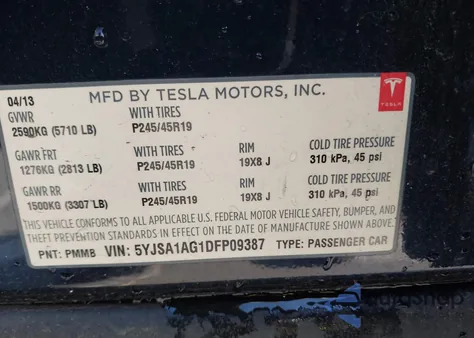 04/13 MFD BY TESLA MOTORS, INC.
TESLA
GVWR WITH TIRES
2590KG (5710 LB) P245/45R19
GAWR FRT WITH TIRES RIM COLD TIRE PRESSURE
1276KG (2813 LB) P245/45R19 19X8 J 310 kPa, 45 psi
GAWR RR WITH TIRES RIM COLD TIRE PRESSURE
1500KG (3307 LB) P245/45R19 19X8 J 310 kPa, 45 psi
THIS VEHICLE CONFORMS TO ALL APPLICABLE U.S. FEDERAL MOTOR VEHICLE SAFETY, BUMPER, AND
THEFT PREVENTION STANDARDS IN EFFECT ON THE DATE OF MANUFACTURE SHOWN ABOVE.
PNT: PMMB VIN: 5YJSA1AG1DFP09387 TYPE: PASSENGER CAR